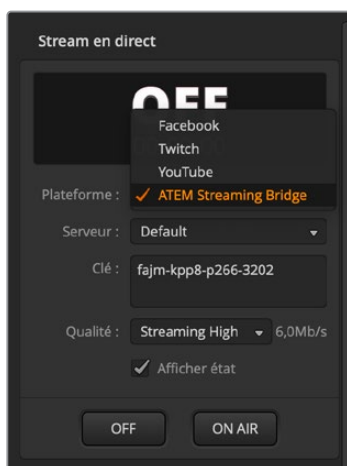 Stream en direct
OFF
Facebook
Twitch
YouTube
Plateforme : ✓ ATEM Streaming Bridge
Serveur : Default
Clé : fajm-kpp8-p266-3202
Qualité : Streaming High 6,0Mb/s
Afficher état
OFF ON AIR